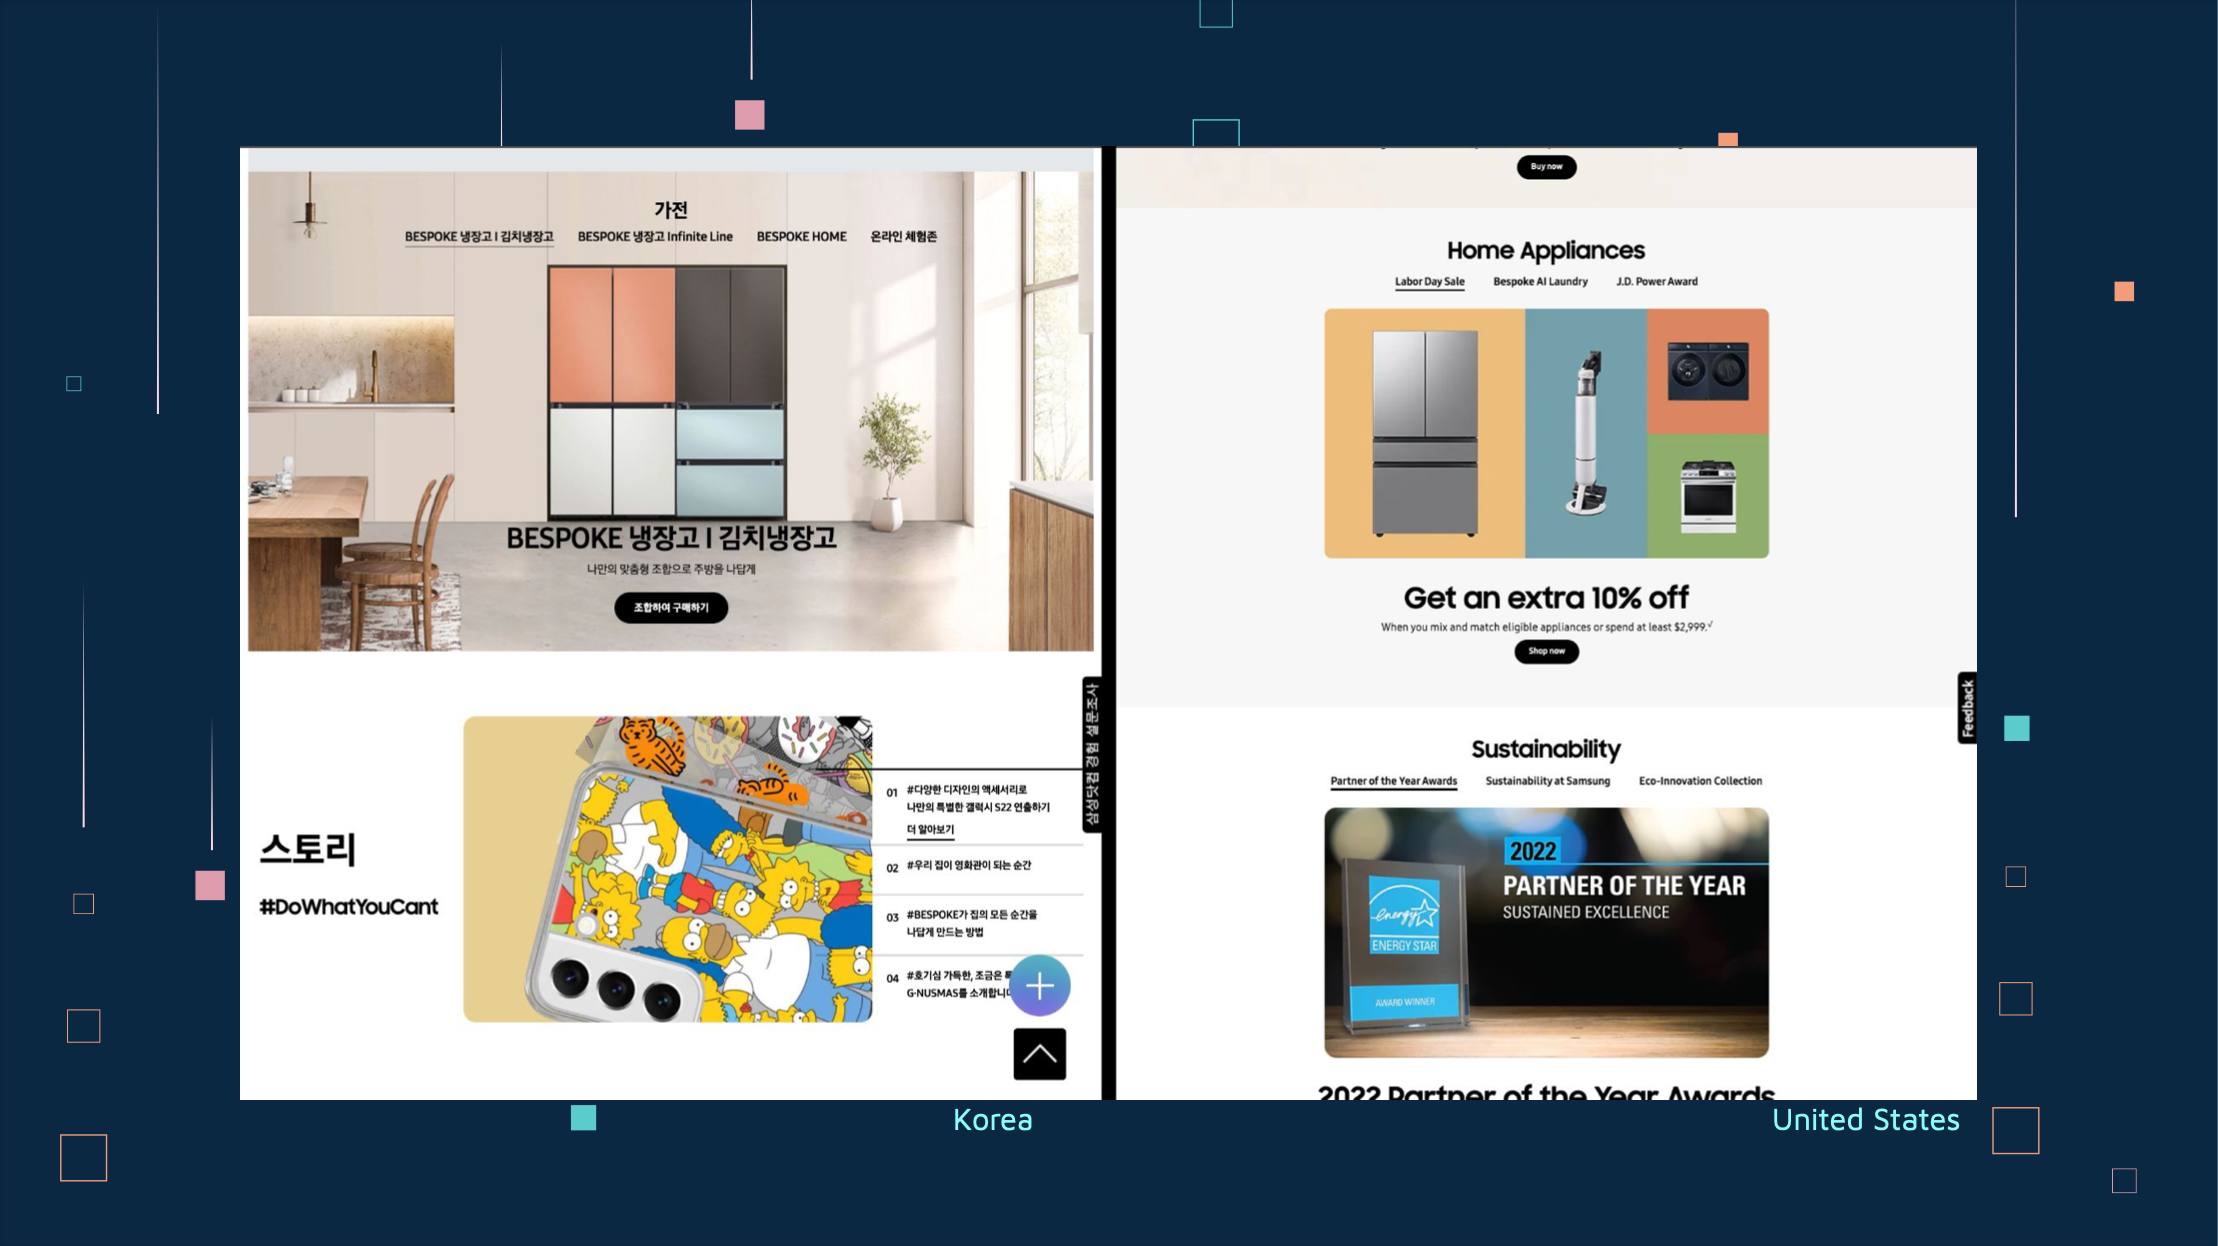 가전
BESPOKE 냉장고 I 김치냉장고 BESPOKE 냉장고 Infinite Line BESPOKE HOME 온라인 체험존
BESPOKE 냉장고 I 김치냉장고
나만의 맞춤형 조합으로 주방을 나답게
조합하여 구매하기
삼성닷컴 경험 설문조사
스토리
#DoWhatYouCant
01 #다양한 디자인의 액세서리로
나만의 특별한 갤럭시 S22 연출하기
더 알아보기
02 #우리 집이 영화관이 되는 순간
03 #BESPOKE가 집의 모든 순간을
나답게 만드는 방법
04 #호기심 가득한, 조금은
G·NUSMAS를 소개합니
Korea
Buy now
Home Appliances
Labor Day Sale Bespoke AI Laundry J.D. Power Award
Get an extra 10% off
When you mix and match eligible appliances or spend at least $2,999.√
Shop now
Feedback
Sustainability
Partner of the Year Awards Sustainability at Samsung Eco-Innovation Collection
2022
PARTNER OF THE YEAR
SUSTAINED EXCELLENCE
energy
ENERGY STAR
AWARD WINNER
2022 Partner of the Year Awards
United States